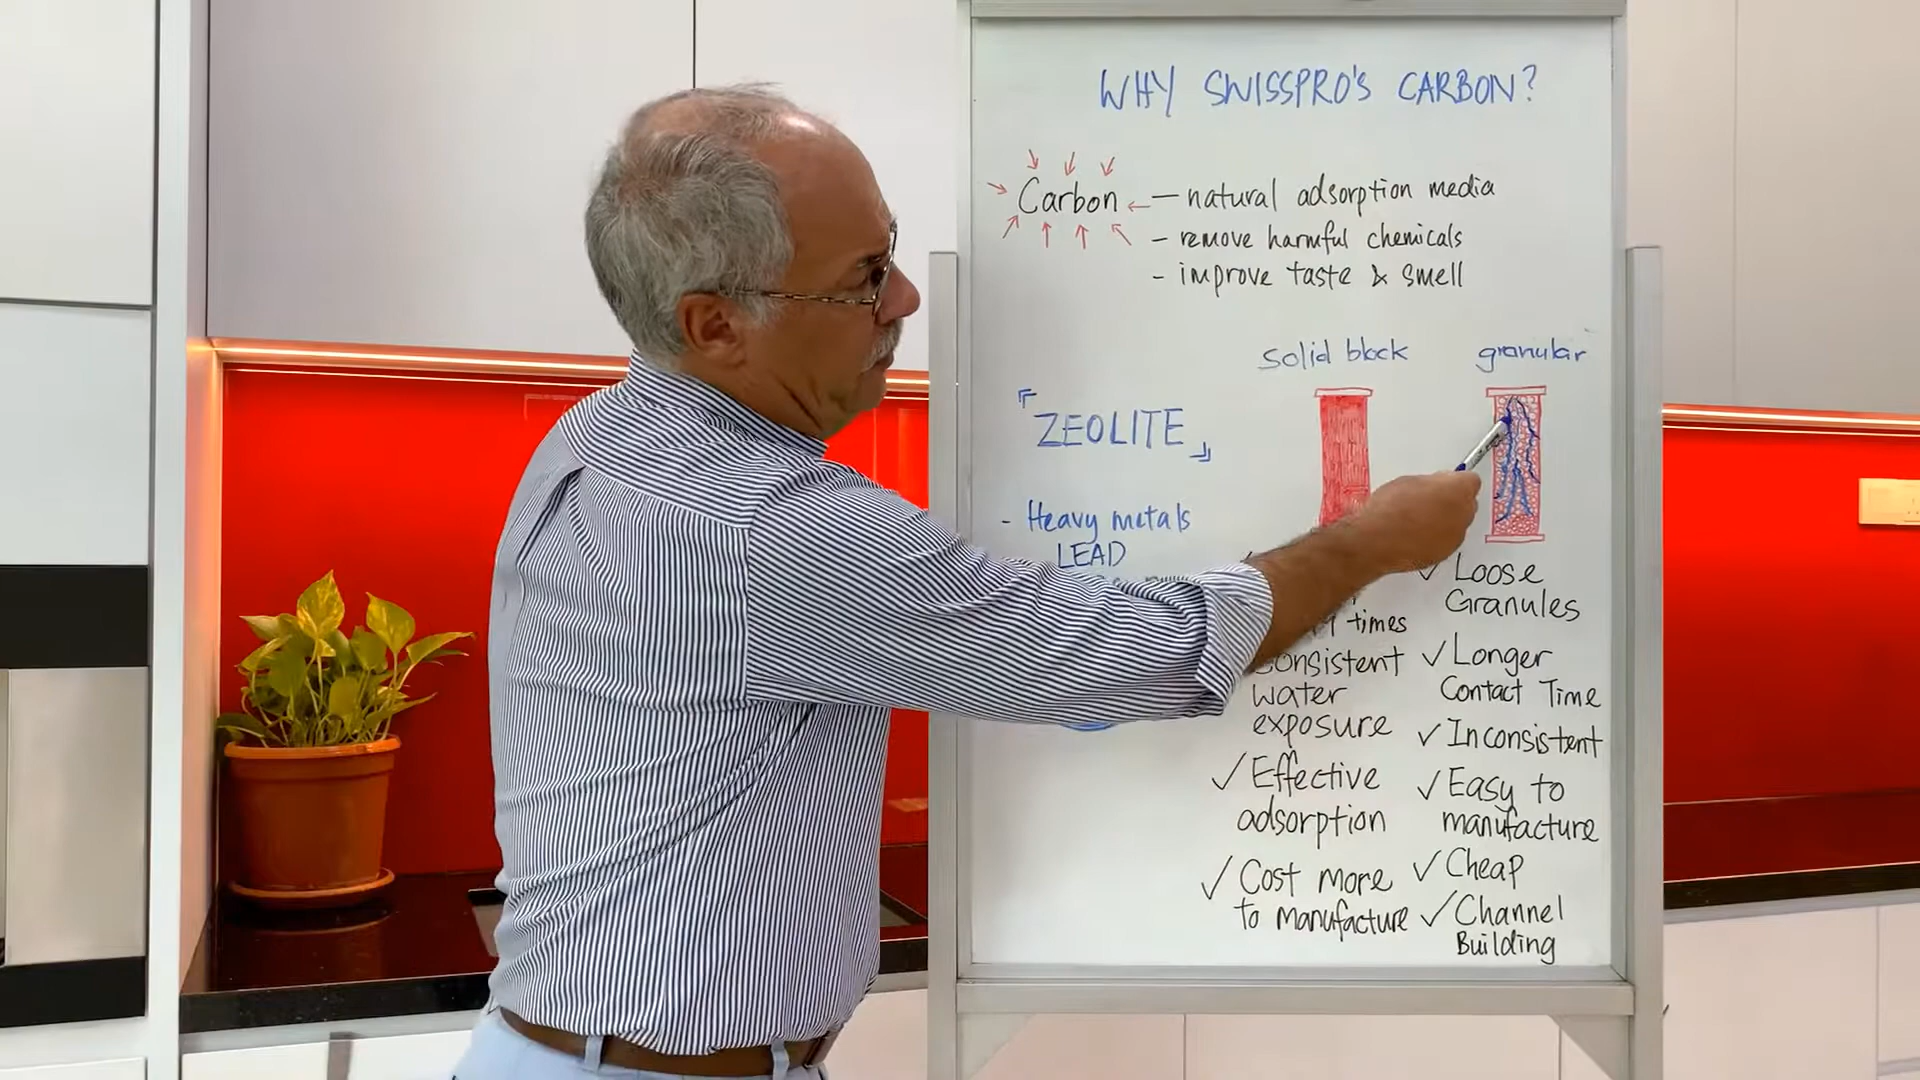 WHY SWISSPRO'S CARBON?
Carbon — natural adsorption media
- remove harmful chemicals
- improve taste & smell
solid block
granular
「ZEOLITE」
- Heavy metals
LEAD
times
consistent
water
exposure
✓ Effective
adsorption
✓ Cost more
to manufacture
✓ Loose
Granules
✓ Longer
Contact Time
✓ Inconsistent
✓ Easy to
manufacture
✓ Cheap
✓ Channel
Building